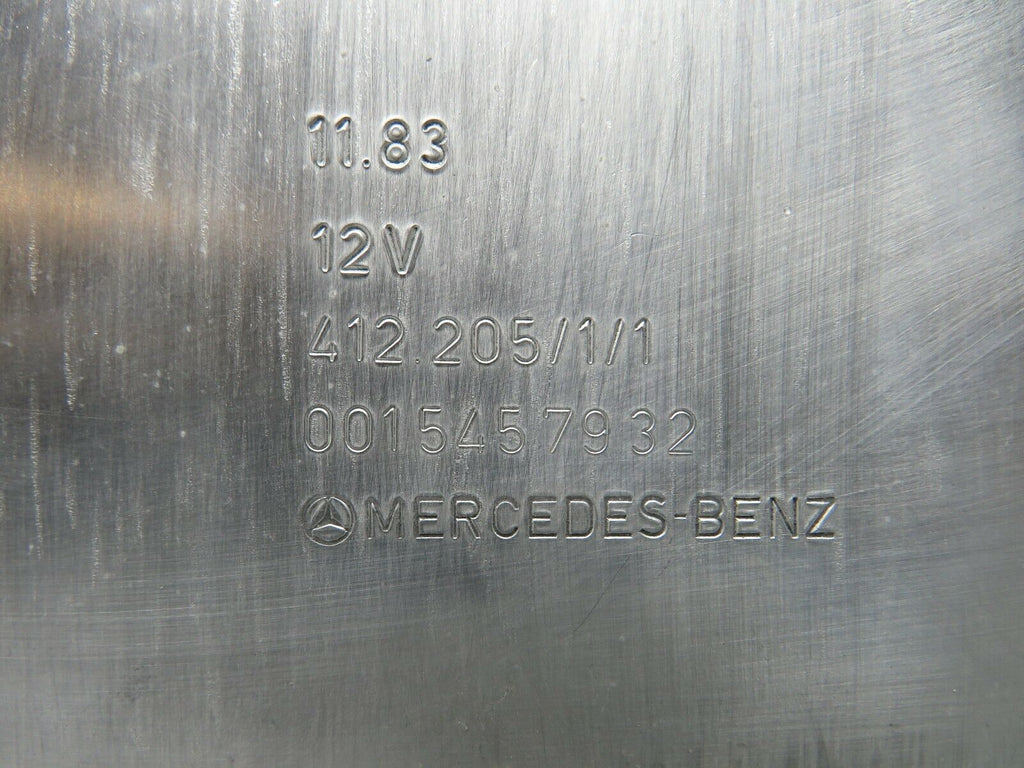 11.83
12V
412.205/1/1
001 545 79 32
MERCEDES-BENZ